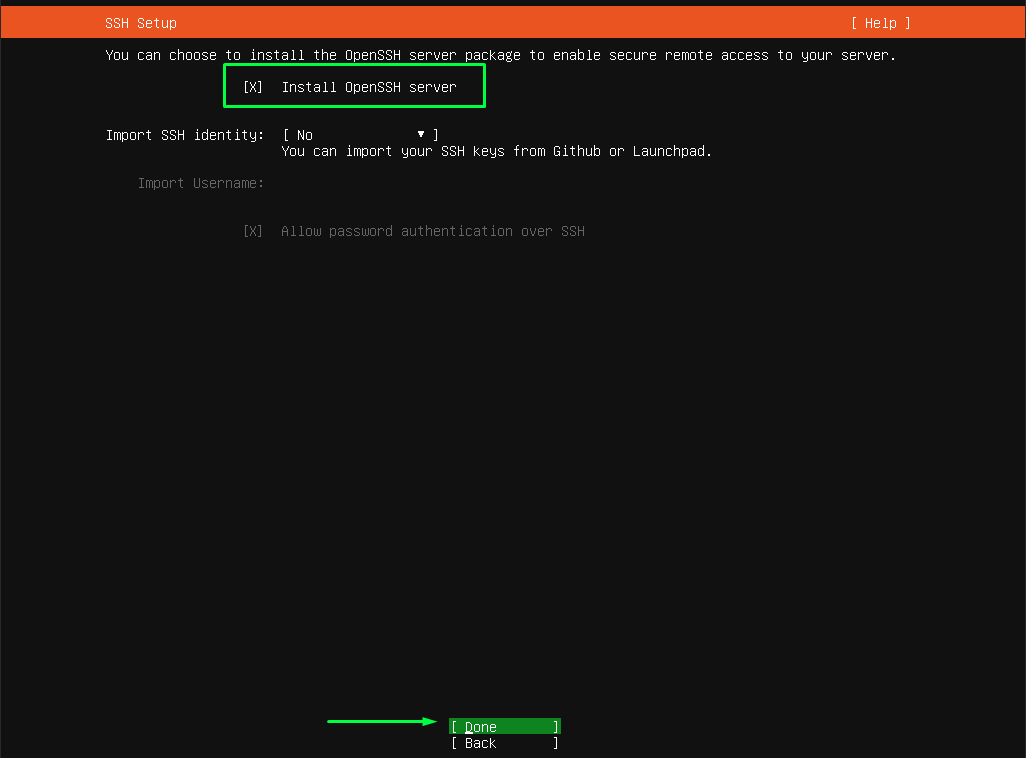 SSH Setup [ Help ]
You can choose to install the OpenSSH server package to enable secure remote access to your server.
[X] Install OpenSSH server
Import SSH identity: [ No ▼ ]
You can import your SSH keys from Github or Launchpad.
Import Username:
[X] Allow password authentication over SSH
[ Done ]
[ Back ]